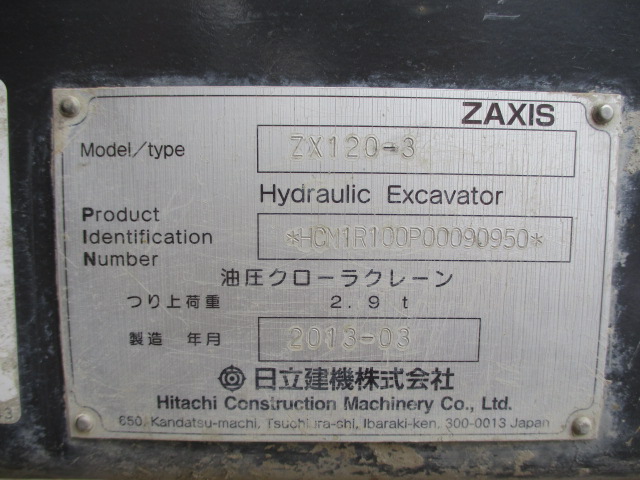 ZAXIS
Model/type ZX120-3
Hydraulic Excavator
Product
Identification *HCM1R100P00090950*
Number
油圧クローラクレーン
つり上荷重 2.9 t
製造 年月 2013-03
日立建機株式会社
Hitachi Construction Machinery Co., Ltd.
650, Kandatsu-machi, Tsuchiura-shi, Ibaraki-ken, 300-0013 Japan